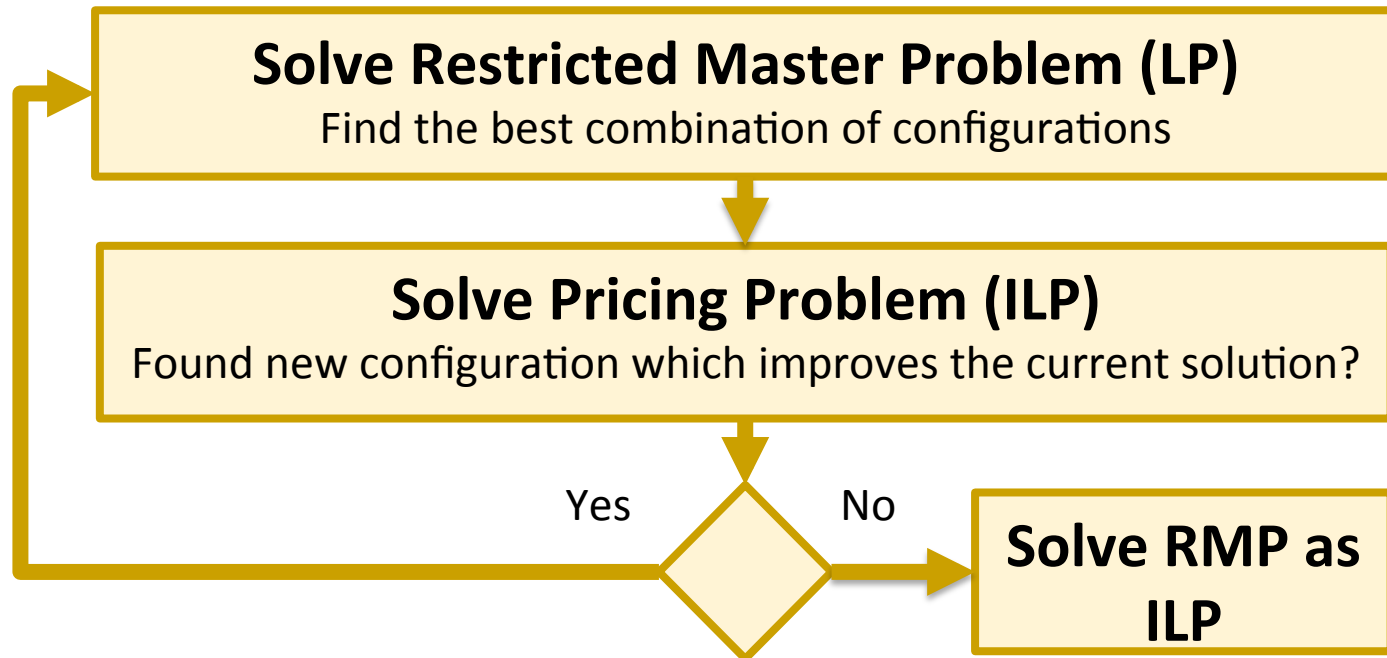 Solve Restricted Master Problem (LP)
Find the best combination of configurations
Solve Pricing Problem (ILP)
Found new configuration which improves the current solution?
Yes
No
Solve RMP as
ILP